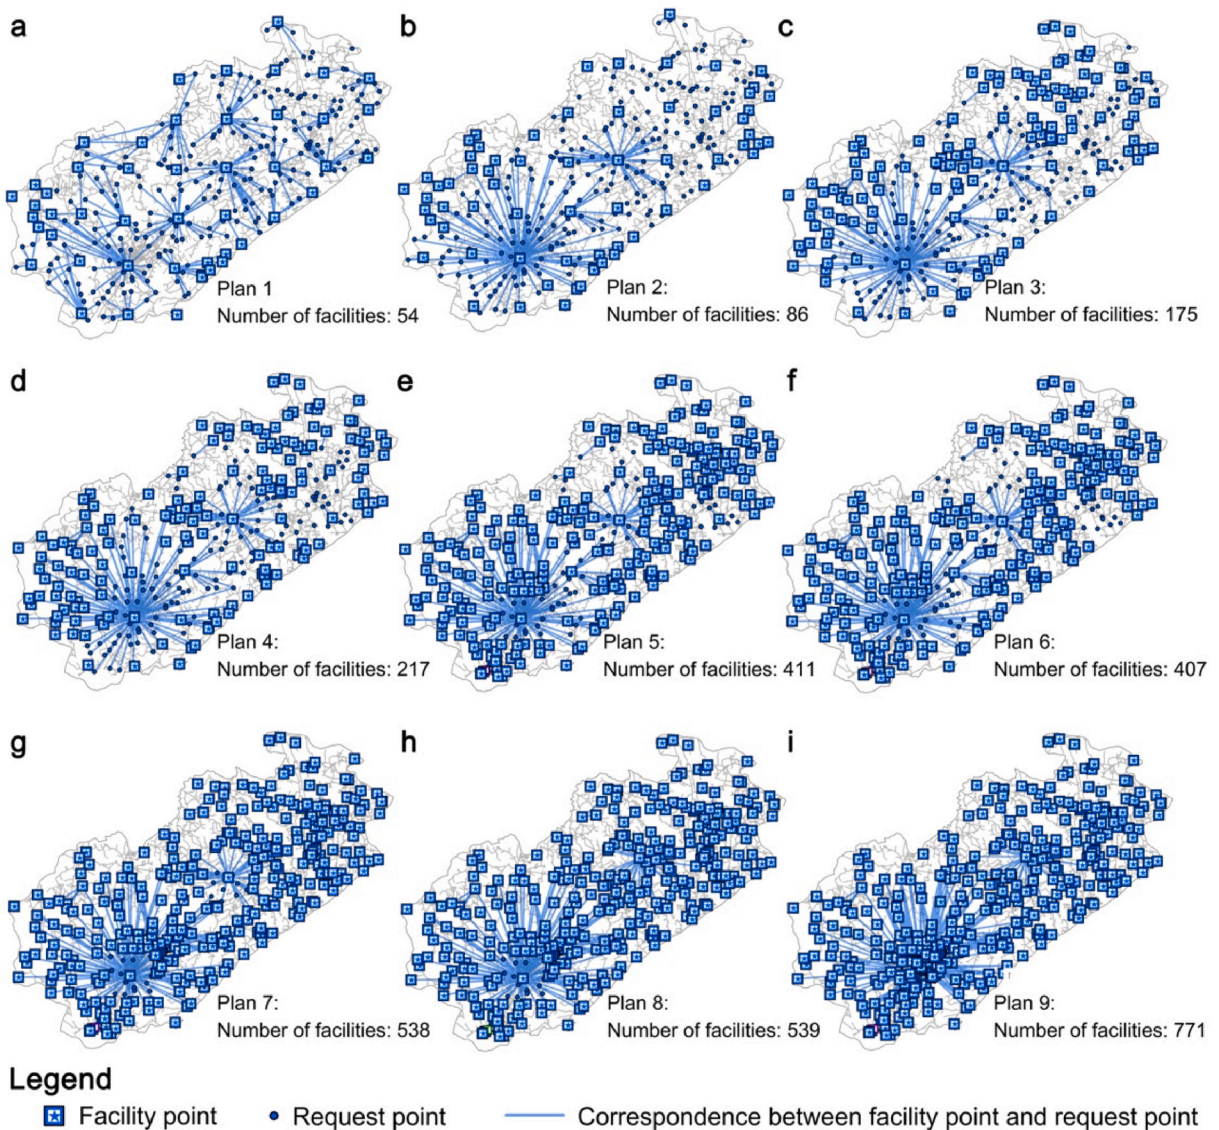 a
b
c
Plan 1
Number of facilities: 54
Plan 2:
Number of facilities: 86
Plan 3:
Number of facilities: 175
d
e
f
Plan 4:
Number of facilities: 217
Plan 5:
Number of facilities: 411
Plan 6:
Number of facilities: 407
g
h
i
Plan 7:
Number of facilities: 538
Plan 8:
Number of facilities: 539
Plan 9:
Number of facilities: 771
Legend
Facility point
Request point
Correspondence between facility point and request point